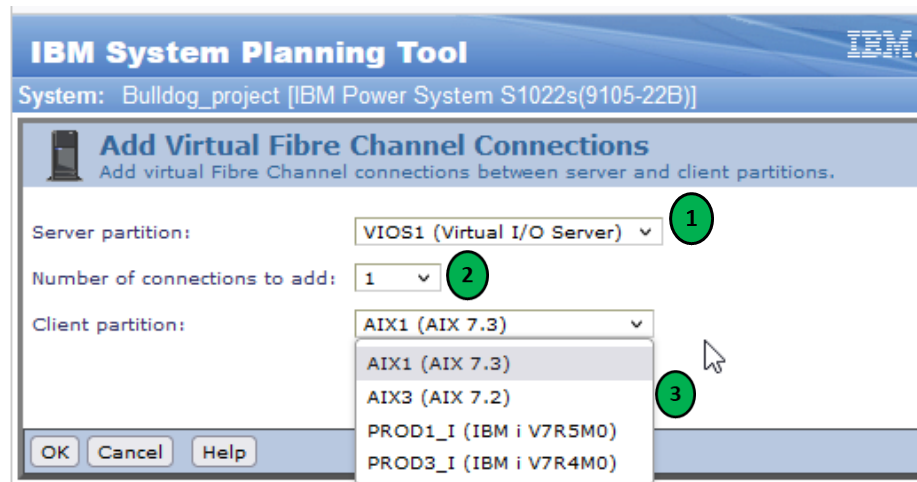 IBM System Planning Tool
IBM.
System: Bulldog_project [IBM Power System S1022s(9105-22B)]
Add Virtual Fibre Channel Connections
Add virtual Fibre Channel connections between server and client partitions.
Server partition: VIOS1 (Virtual I/O Server) 1
Number of connections to add: 1 2
Client partition: AIX1 (AIX 7.3)
AIX1 (AIX 7.3)
AIX3 (AIX 7.2) 3
PROD1_I (IBM i V7R5M0)
PROD3_I (IBM i V7R4M0)
OK Cancel Help